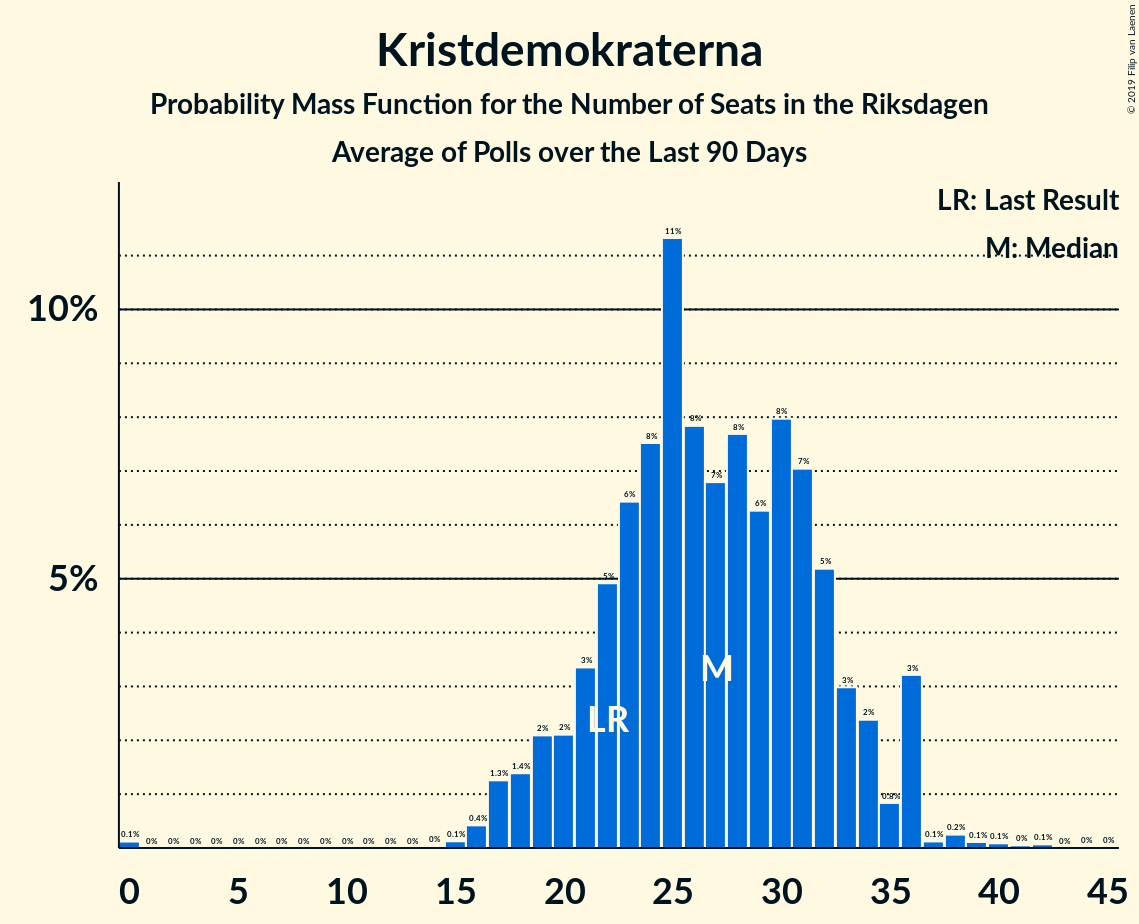 Kristdemokraterna
Probability Mass Function for the Number of Seats in the Riksdagen
Average of Polls over the Last 90 Days
© 2019 Filip van Laenen
LR: Last Result
M: Median
10%
5%
0.1% 0% 0% 0% 0% 0% 0% 0% 0% 0% 0% 0% 0% 0% 0% 0.1% 0.4% 1.3% 1.4% 2% 2% 3% 5% 6% 8% 11% 8% 7% 8% 6% 8% 7% 5% 3% 2% 0.8% 3% 0.1% 0.2% 0.1% 0.1% 0% 0.1% 0% 0% 0%
M
LR
0 5 10 15 20 25 30 35 40 45